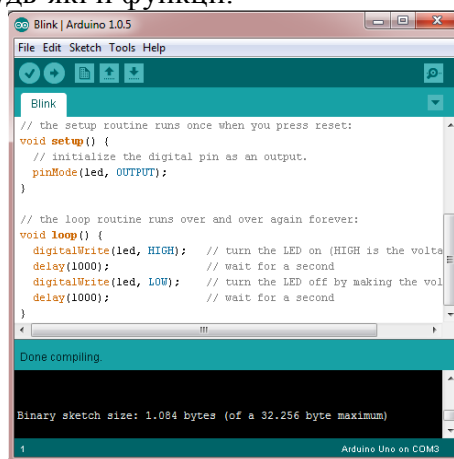 Blink | Arduino 1.0.5
File Edit Sketch Tools Help
Blink
// the setup routine runs once when you press reset:
void setup() {
  // initialize the digital pin as an output.
  pinMode(led, OUTPUT);
}
// the loop routine runs over and over again forever:
void loop() {
  digitalWrite(led, HIGH);   // turn the LED on (HIGH is the volta
  delay(1000);               // wait for a second
  digitalWrite(led, LOW);    // turn the LED off by making the vol
  delay(1000);               // wait for a second
}
Done compiling.
Binary sketch size: 1.084 bytes (of a 32.256 byte maximum)
1
Arduino Uno on COM3